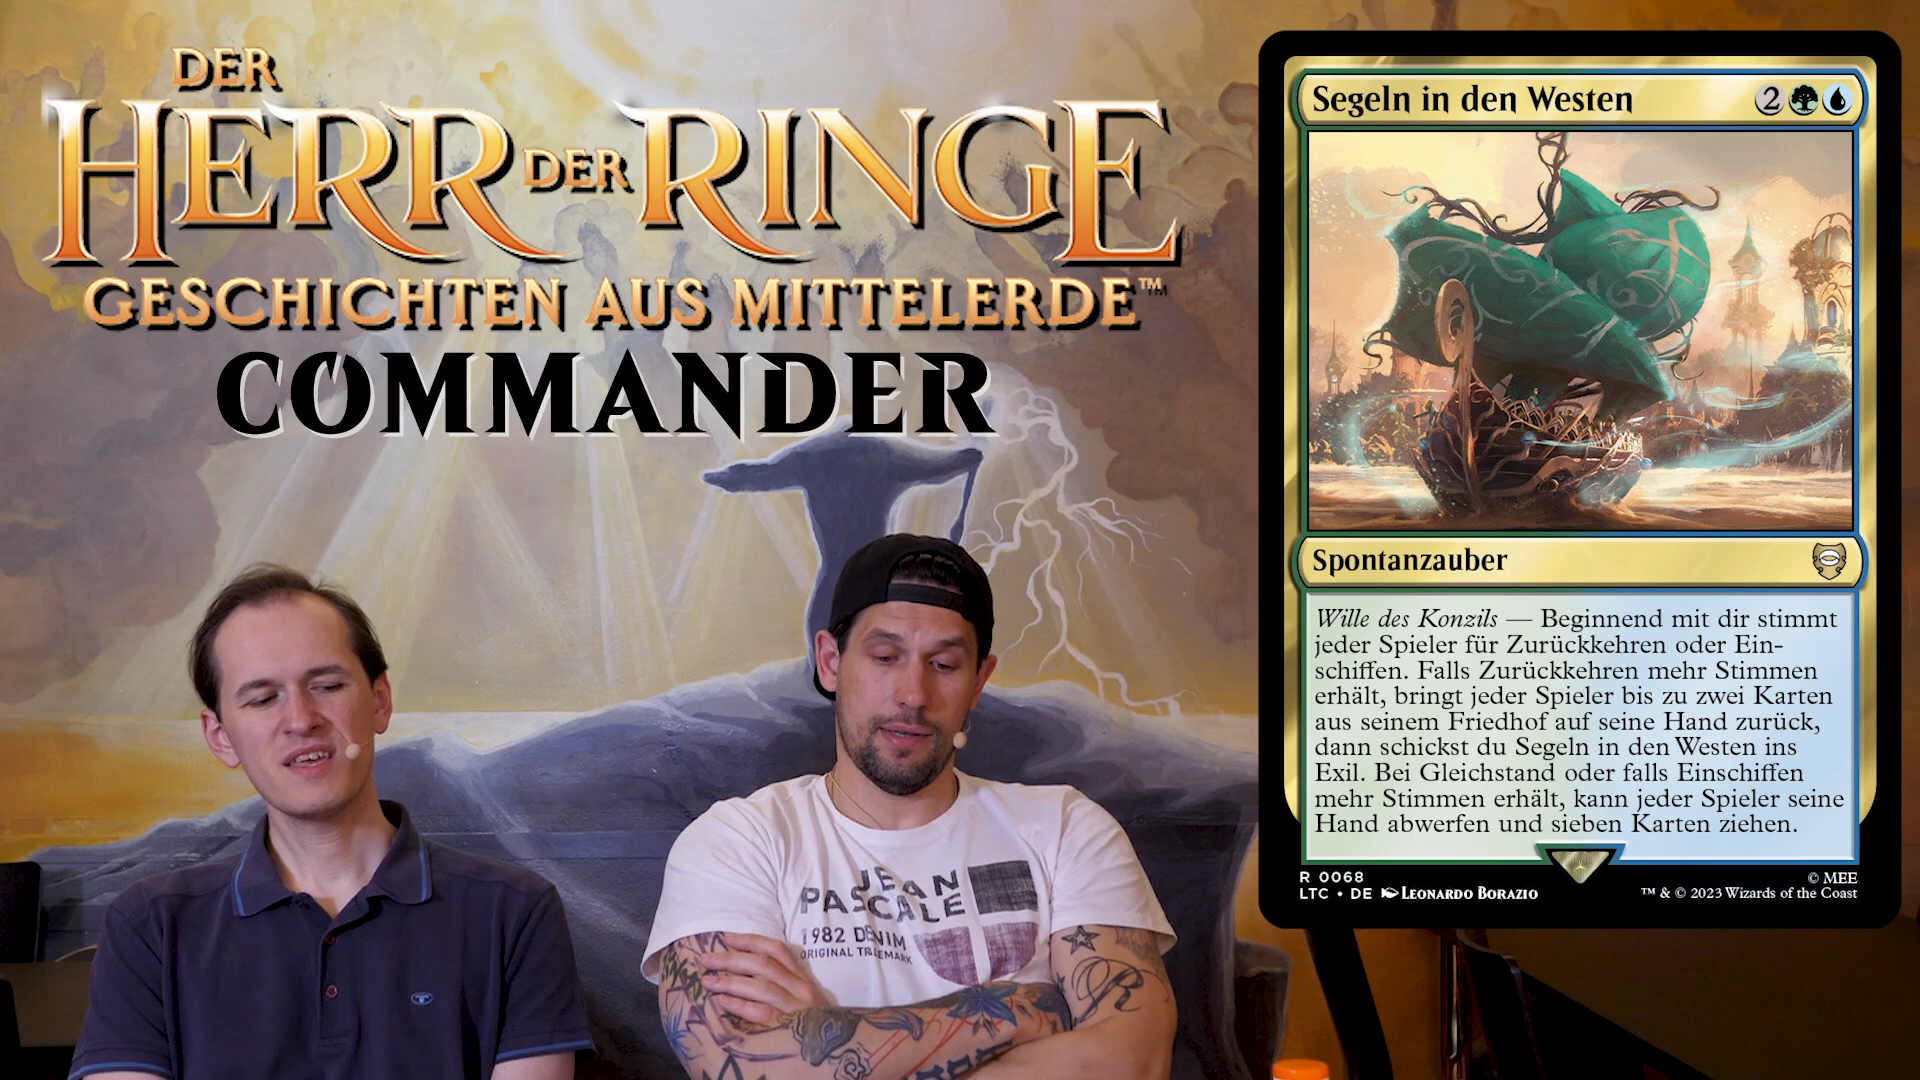 DER
HERR DER RINGE
GESCHICHTEN AUS MITTELERDE™
COMMANDER
Segeln in den Westen 2
Spontanzauber
Wille des Konzils — Beginnend mit dir stimmt
jeder Spieler für Zurückkehren oder Ein-
schiffen. Falls Zurückkehren mehr Stimmen
erhält, bringt jeder Spieler bis zu zwei Karten
aus seinem Friedhof auf seine Hand zurück,
dann schickst du Segeln in den Westen ins
Exil. Bei Gleichstand oder falls Einschiffen
mehr Stimmen erhält, kann jeder Spieler seine
Hand abwerfen und sieben Karten ziehen.
R 0068
LTC • DE LEONARDO BORAZIO
© MEE
™ & © 2023 Wizards of the Coast
JEAN
PASCALE
1982 DENIM
ORIGINAL TRADEMARK